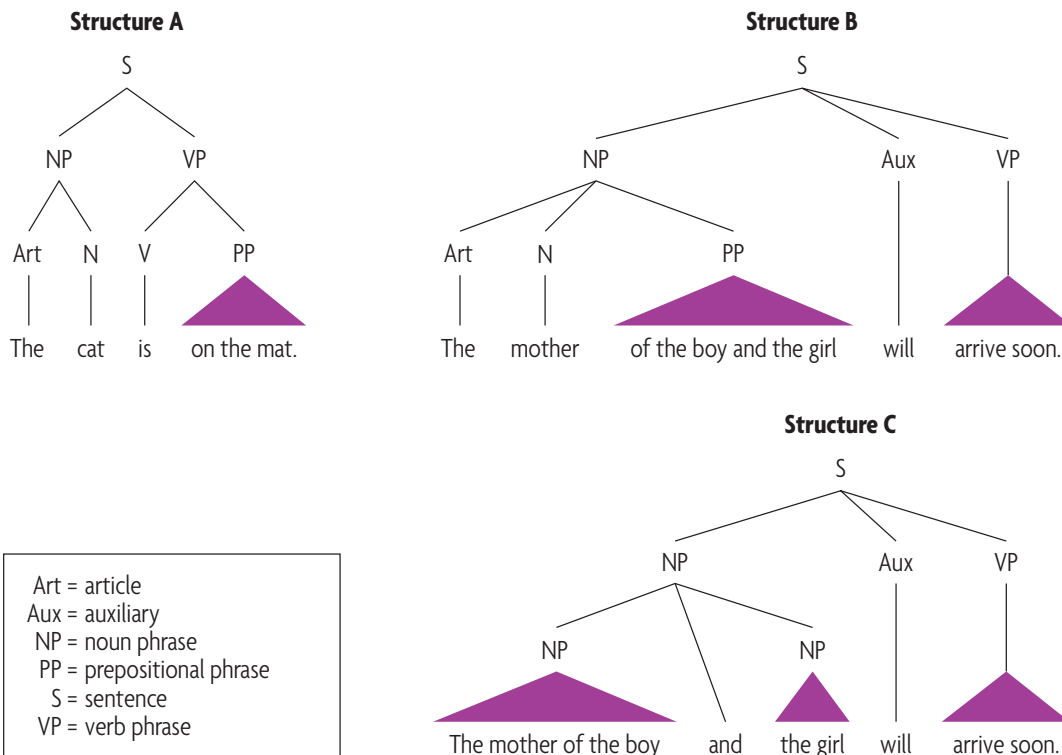 Structure A
S
NP VP
Art N V PP
The cat is on the mat.
Structure B
S
NP Aux VP
Art N PP
The mother of the boy and the girl will arrive soon.
Structure C
S
NP Aux VP
NP NP
The mother of the boy and the girl will arrive soon.
Art = article
Aux = auxiliary
NP = noun phrase
PP = prepositional phrase
S = sentence
VP = verb phrase